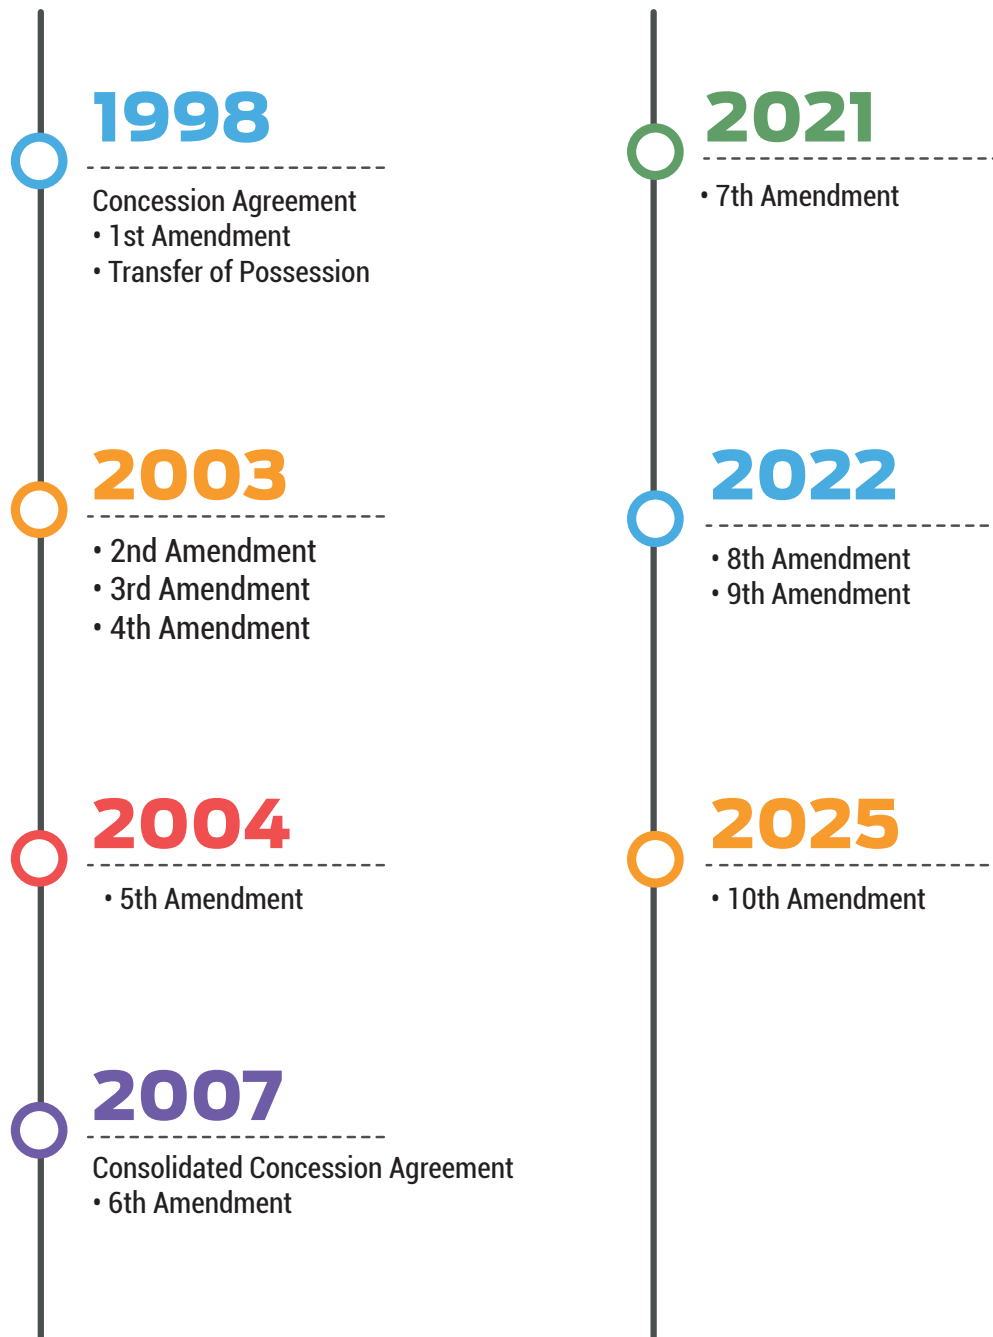 1998
Concession Agreement
• 1st Amendment
• Transfer of Possession
2003
• 2nd Amendment
• 3rd Amendment
• 4th Amendment
2004
• 5th Amendment
2007
Consolidated Concession Agreement
• 6th Amendment
2021
• 7th Amendment
2022
• 8th Amendment
• 9th Amendment
2025
• 10th Amendment